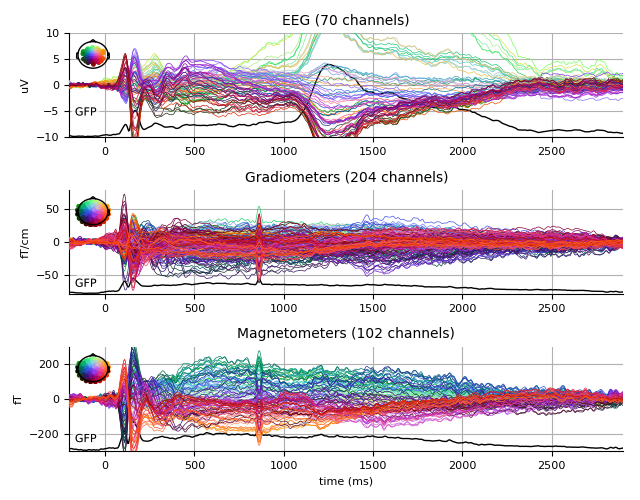 EEG (70 channels)
10
5
0
−5
−10
uV
GFP
0 500 1000 1500 2000 2500
Gradiometers (204 channels)
50
0
−50
fT/cm
GFP
0 500 1000 1500 2000 2500
Magnetometers (102 channels)
200
0
−200
fT
GFP
0 500 1000 1500 2000 2500
time (ms)